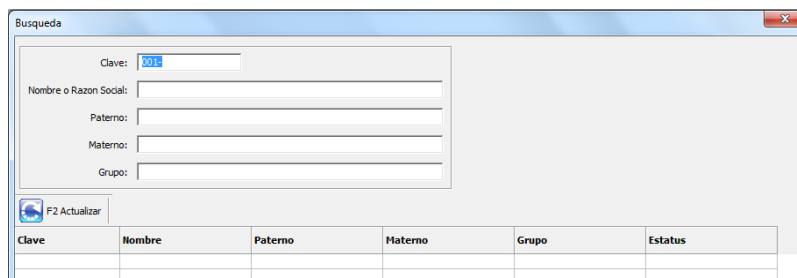 Busqueda
Clave: 001-
Nombre o Razon Social:
Paterno:
Materno:
Grupo:
F2 Actualizar
Clave Nombre Paterno Materno Grupo Estatus